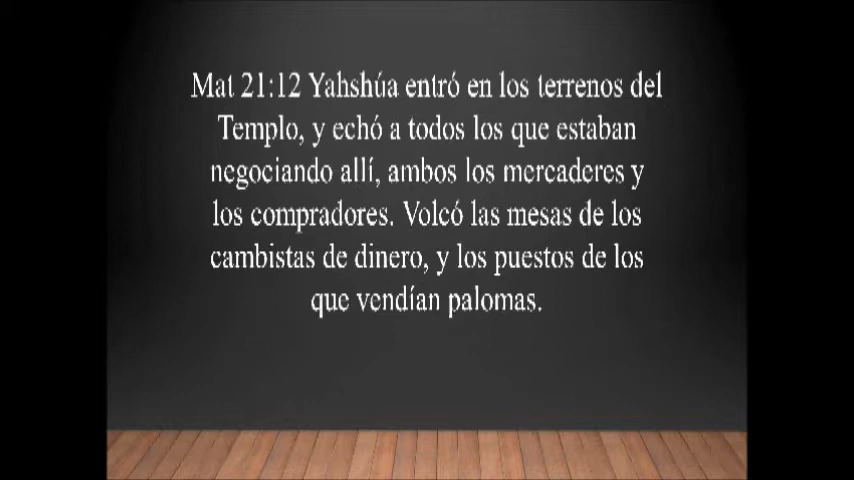 Mat 21:12 Yahshúa entró en los terrenos del
Templo, y echó a todos los que estaban
negociando allí, ambos los mercaderes y
los compradores. Volcó las mesas de los
cambistas de dinero, y los puestos de los
que vendían palomas.